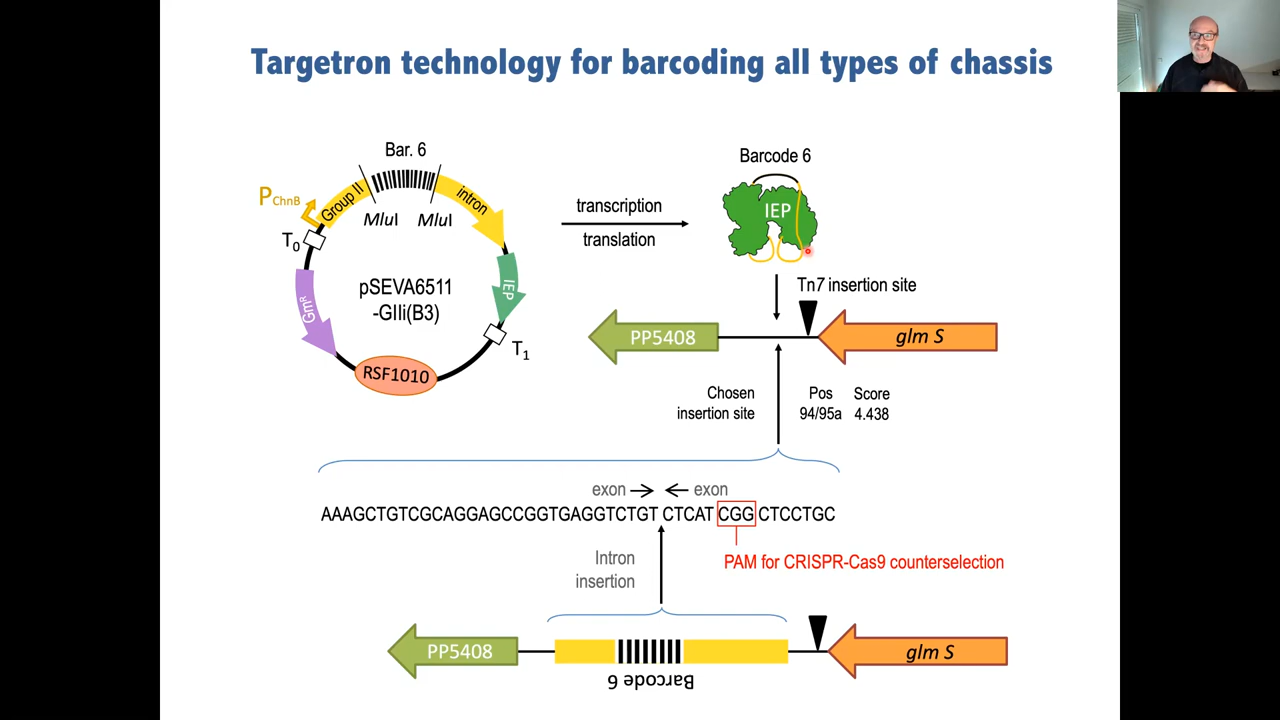 Targetron technology for barcoding all types of chassis
Bar. 6
PChnB
Group II
intron
MluI
MluI
T0
IEP
GmR
pSEVA6511
-GIIi(B3)
T1
RSF1010
transcription
translation
Barcode 6
IEP
Tn7 insertion site
PP5408
glm S
Chosen
insertion site
Pos
94/95a
Score
4.438
exon
exon
AAAGCTGTCGCAGGAGCCGGTGAGGTCTGT CTCAT CGG CTCCTGC
Intron
insertion
PAM for CRISPR-Cas9 counterselection
PP5408
glm S
Barcode 6